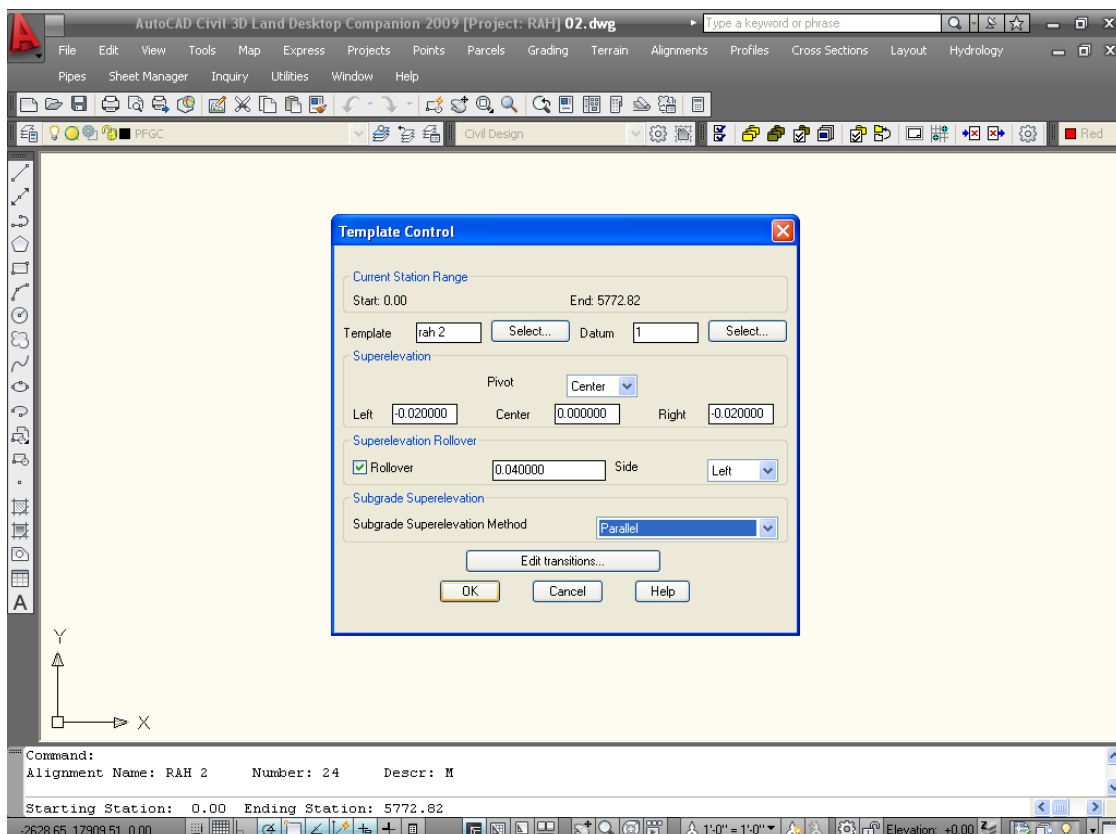 AutoCAD Civil 3D Land Desktop Companion 2009 [Project: RAH] 02.dwg Type a keyword or phrase
File Edit View Tools Map Express Projects Points Parcels Grading Terrain Alignments Profiles Cross Sections Layout Hydrology
Pipes Sheet Manager Inquiry Utilities Window Help
PFGC Civil Design Red
Template Control
Current Station Range
Start: 0.00 End: 5772.82
Template rah 2 Select... Datum 1 Select...
Superelevation
Pivot Center
Left -0.020000 Center 0.000000 Right -0.020000
Superelevation Rollover
Rollover 0.040000 Side Left
Subgrade Superelevation
Subgrade Superelevation Method Parallel
Edit transitions...
OK Cancel Help
A
Y
X
Command:
Alignment Name: RAH 2 Number: 24 Descr: M
Starting Station: 0.00 Ending Station: 5772.82
-2628.65, 17909.51, 0.00 1'-0" = 1'-0" Elevation: +0.00